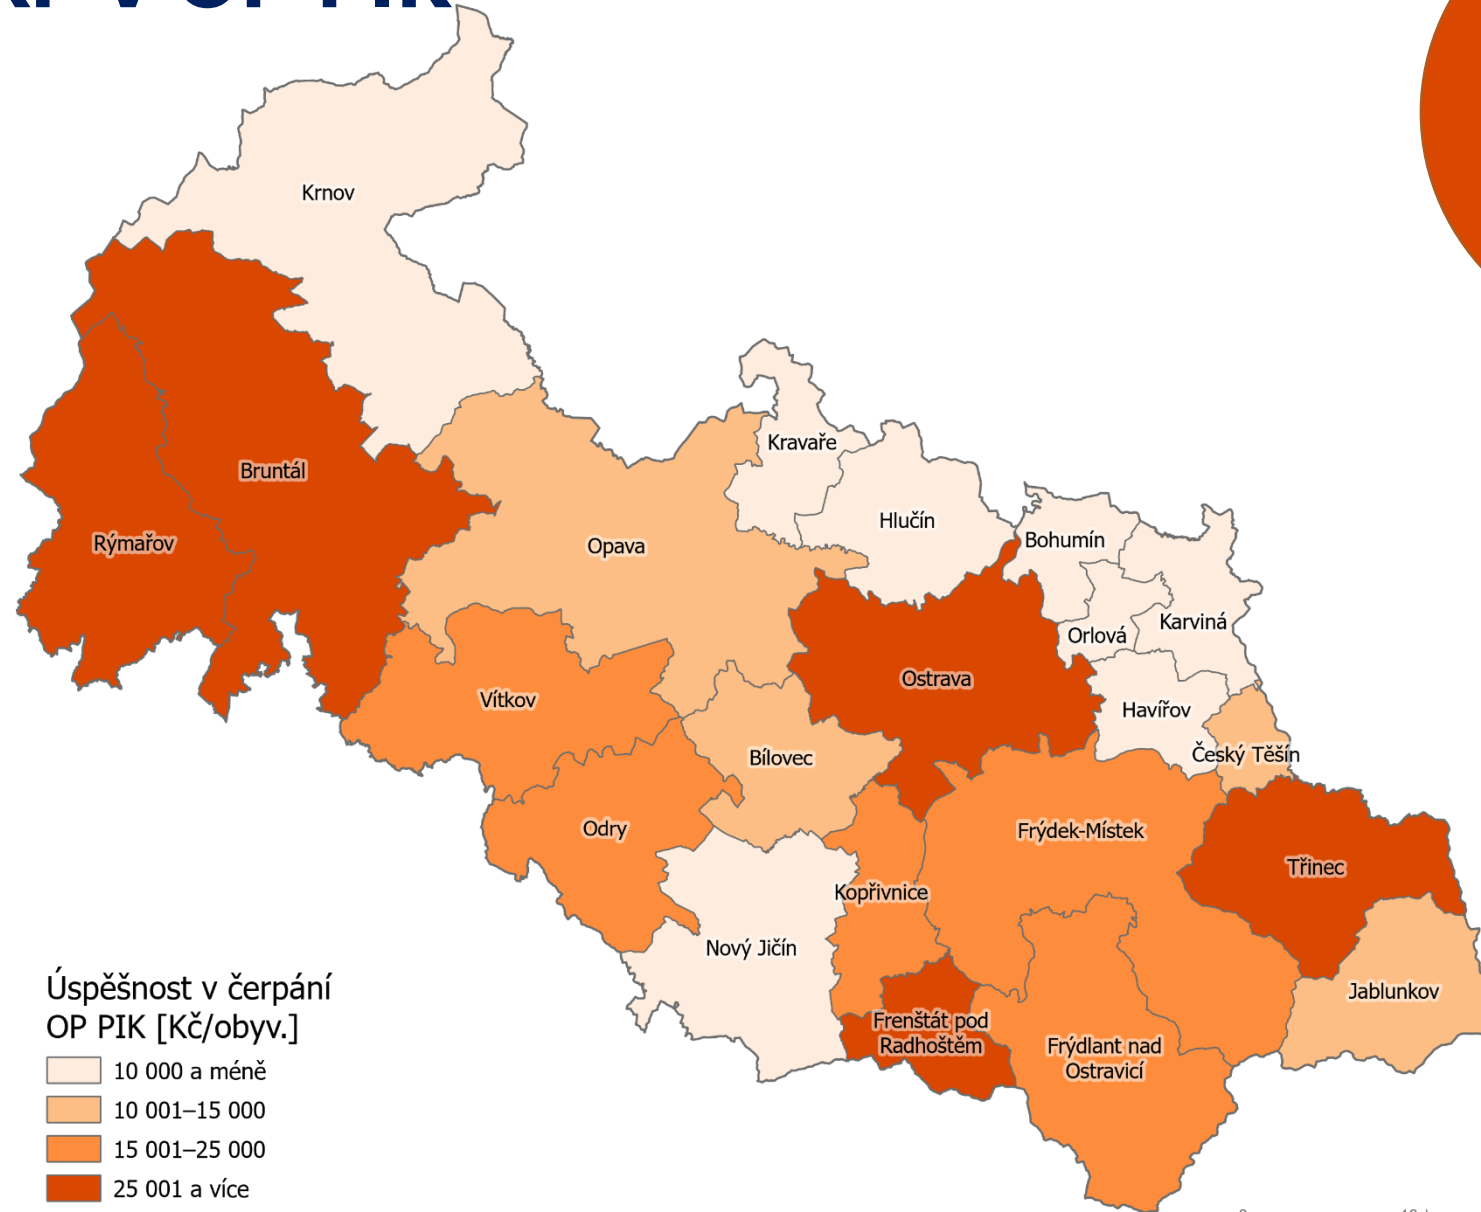 V OP PIK
Krnov
Kravaře
Bruntál
Hlučín
Rýmařov
Opava
Bohumín
Karviná
Orlová
Ostrava
Vítkov
Havířov
Bílovec
Český Těšín
Odry
Frýdek-Místek
Třinec
Kopřivnice
Nový Jičín
Jablunkov
Frenštát pod
Radhoštěm
Frýdlant nad
Ostravicí
Úspěšnost v čerpání
OP PIK [Kč/obyv.]
10 000 a méně
10 001–15 000
15 001–25 000
25 001 a více